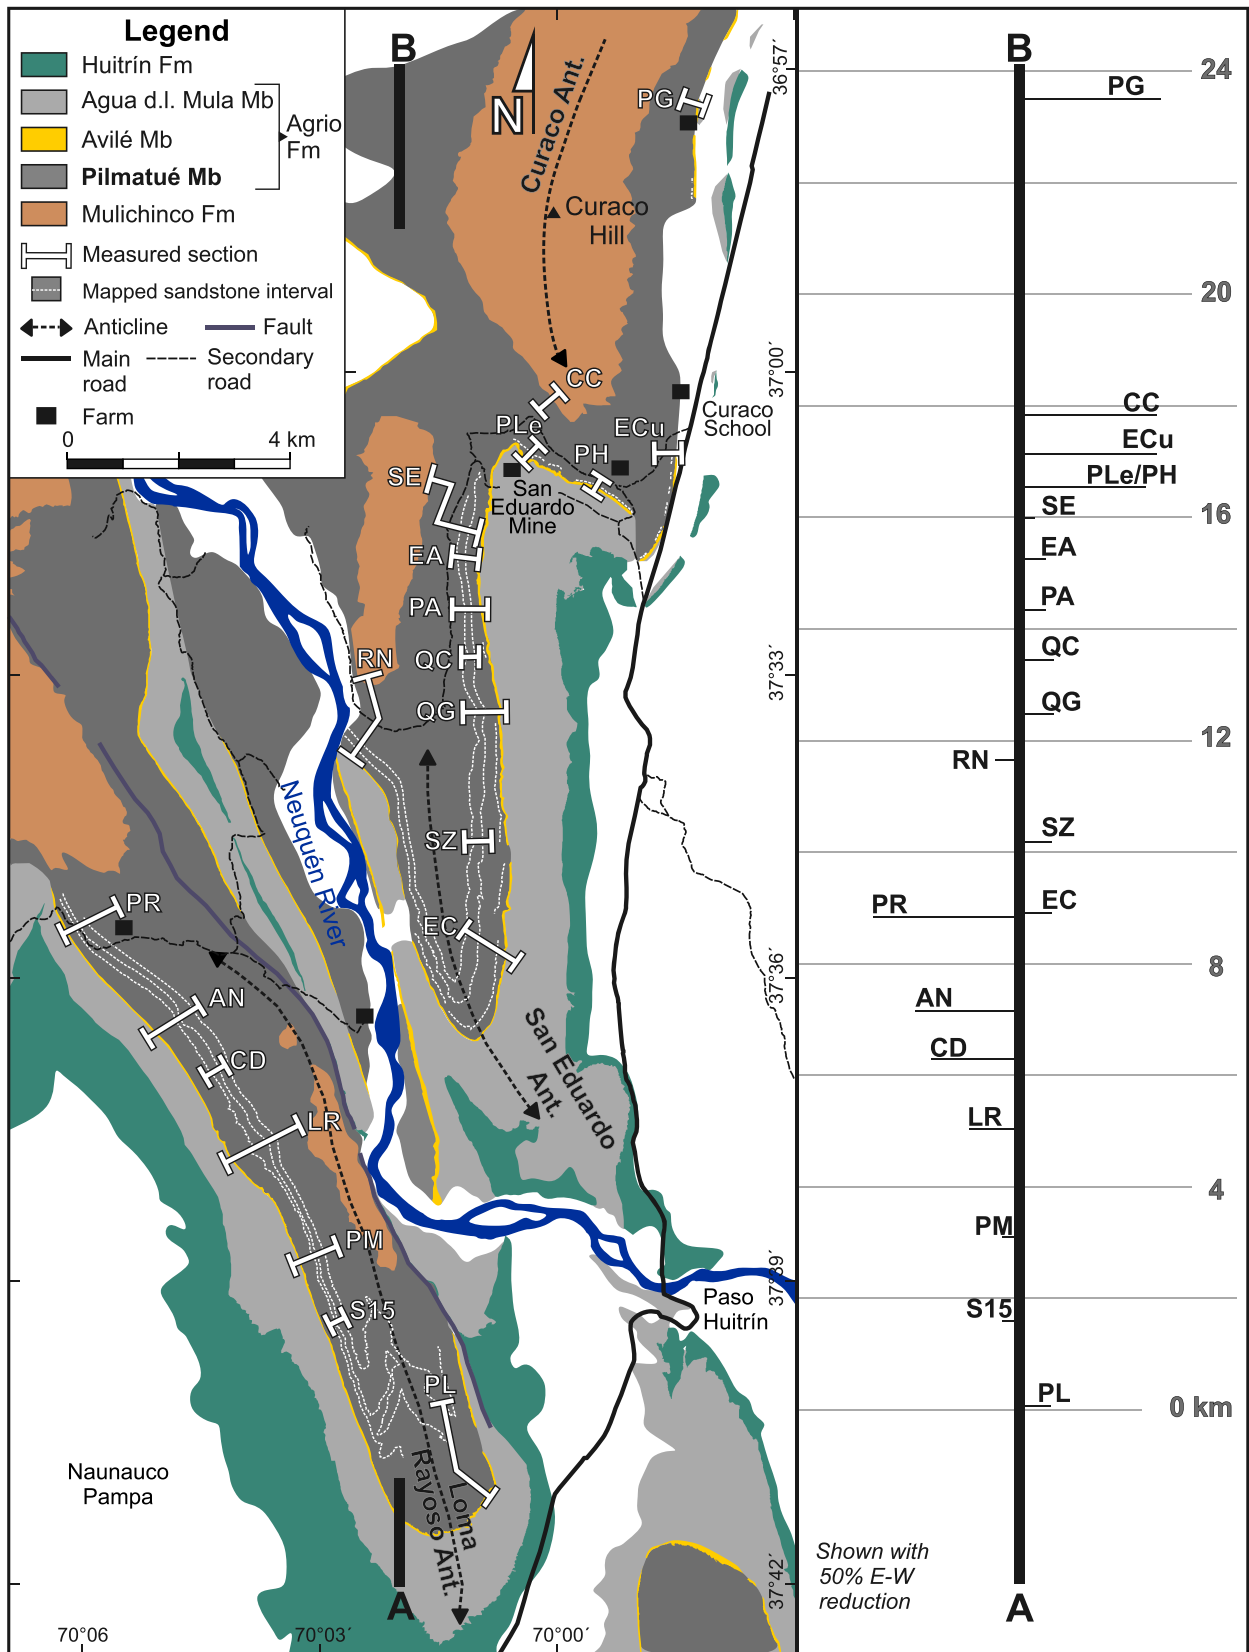 Legend
Huitrín Fm
Agua d.l. Mula Mb
Avilé Mb
Pilmatué Mb
Agrio
Fm
Mulichinco Fm
Measured section
Mapped sandstone interval
Anticline
Fault
Main
road
Secondary
road
Farm
0
4 km
B
N
Curaco Ant.
PG
Curaco
Hill
CC
PLe
ECu
PH
Curaco
School
SE
San
Eduardo
Mine
EA
PA
RN
QC
QG
Neuquén River
SZ
PR
EC
AN
San Eduardo
Ant.
CD
LR
PM
S15
Paso
Huitrín
PL
Naunauco
Pampa
Loma
Rayoso Ant.
A
70°06
70°03´
70°00´
36°57´
37°00´
37°33´
37°36´
37°39´
37°42´
B
24
PG
20
CC
ECu
PLe/PH
SE
16
EA
PA
QC
QG
12
RN
SZ
PR
EC
8
AN
CD
LR
4
PM
S15
PL
0 km
Shown with
50% E-W
reduction
A